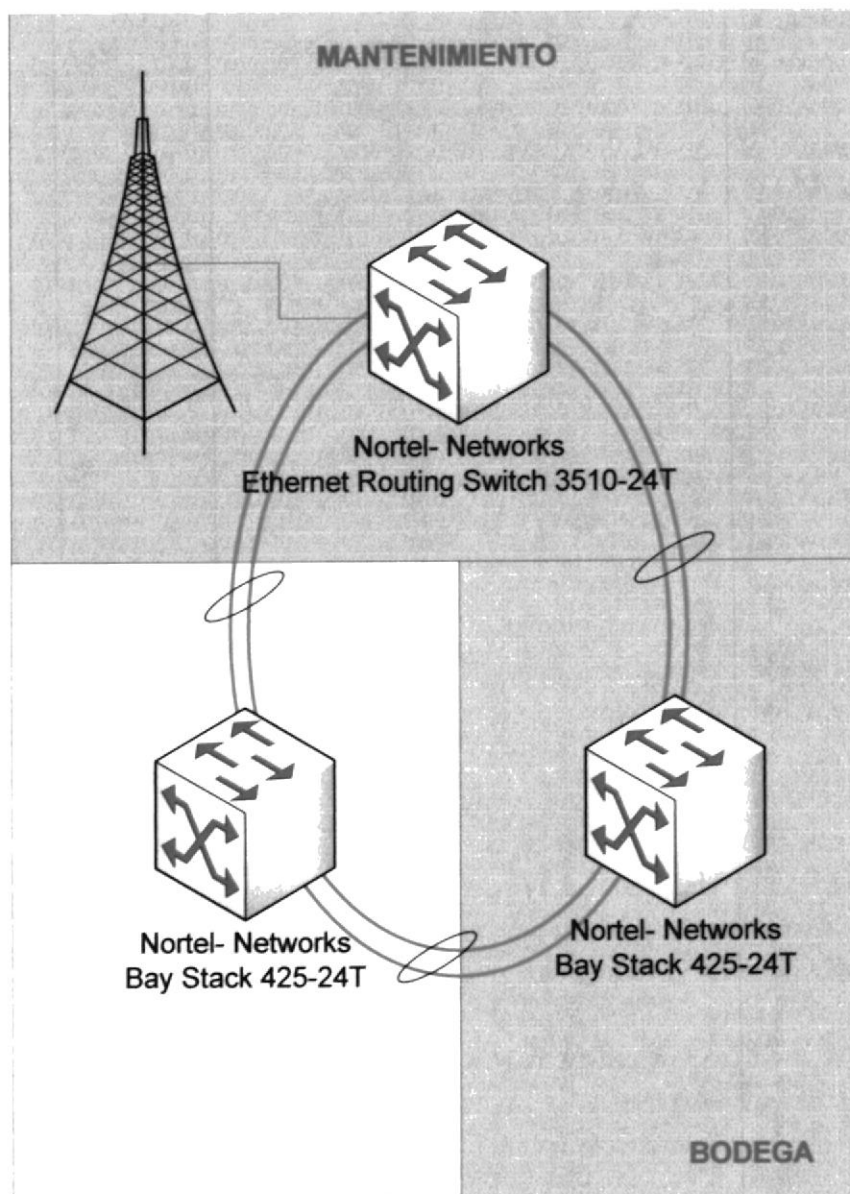 MANTENIMIENTO
Nortel- Networks
Ethernet Routing Switch 3510-24T
Nortel- Networks
Bay Stack 425-24T
Nortel- Networks
Bay Stack 425-24T
BODEGA